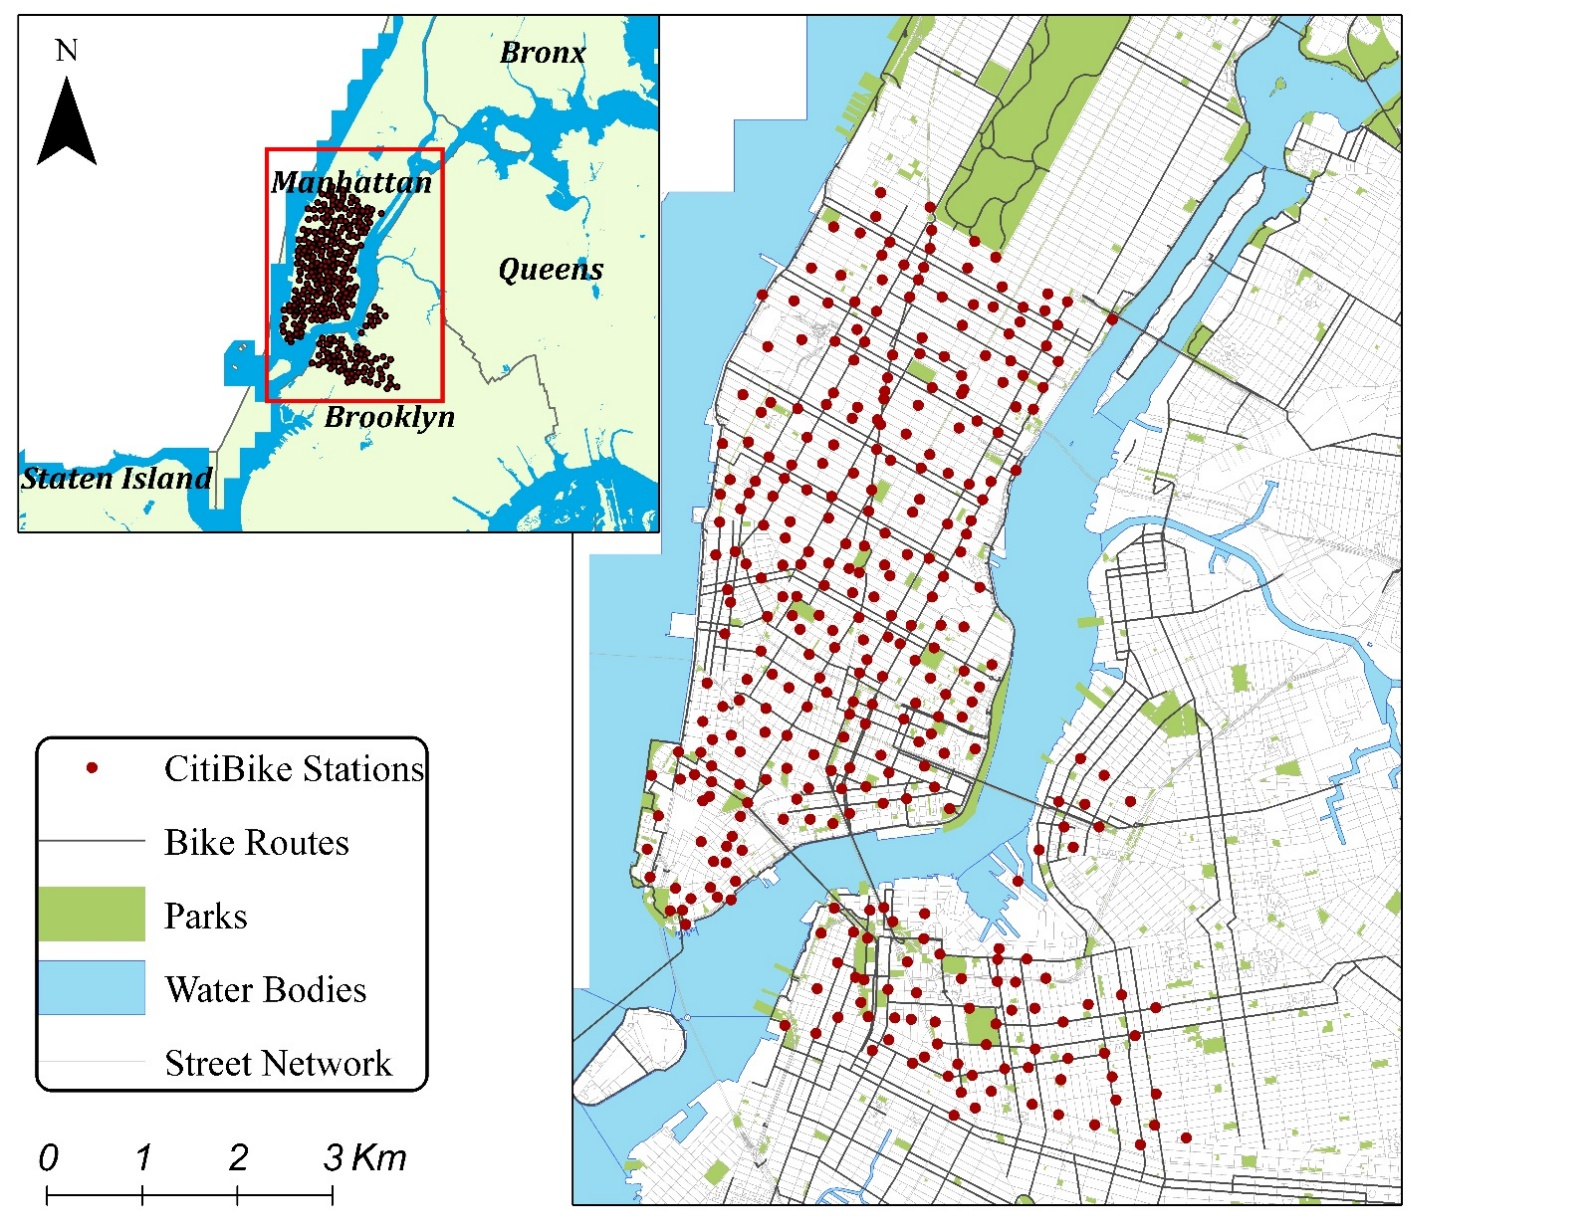 N
Bronx
Manhattan
Queens
Brooklyn
Staten Island
CitiBike Stations
Bike Routes
Parks
Water Bodies
Street Network
0 1 2 3 Km